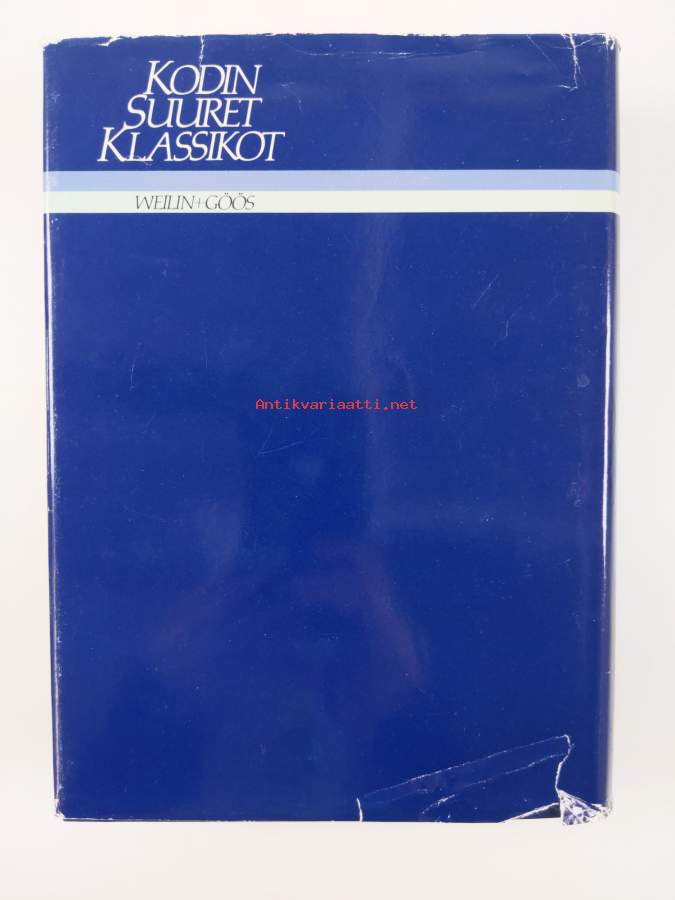 KODIN
SUURET
KLASSIKOT
WEILIN+GÖÖS
Antikvariaatti.net